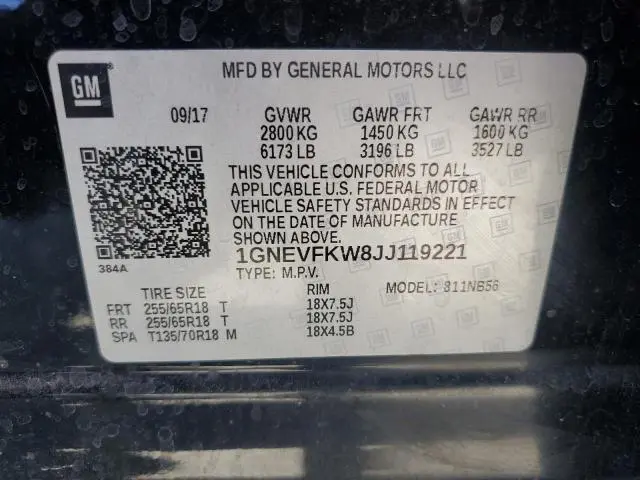 GM
MFD BY GENERAL MOTORS LLC
09/17 GVWR GAWR FRT GAWR RR
2800 KG 1450 KG 1600 KG
6173 LB 3196 LB 3527 LB
THIS VEHICLE CONFORMS TO ALL
APPLICABLE U.S. FEDERAL MOTOR
VEHICLE SAFETY STANDARDS IN EFFECT
ON THE DATE OF MANUFACTURE
SHOWN ABOVE.
384A
1GNEVFKW8JJ119221
TYPE: M.P.V.
MODEL: 811NB56
TIRE SIZE RIM
FRT 255/65R18 T 18X7.5J
RR 255/65R18 T 18X7.5J
SPA T135/70R18 M 18X4.5B